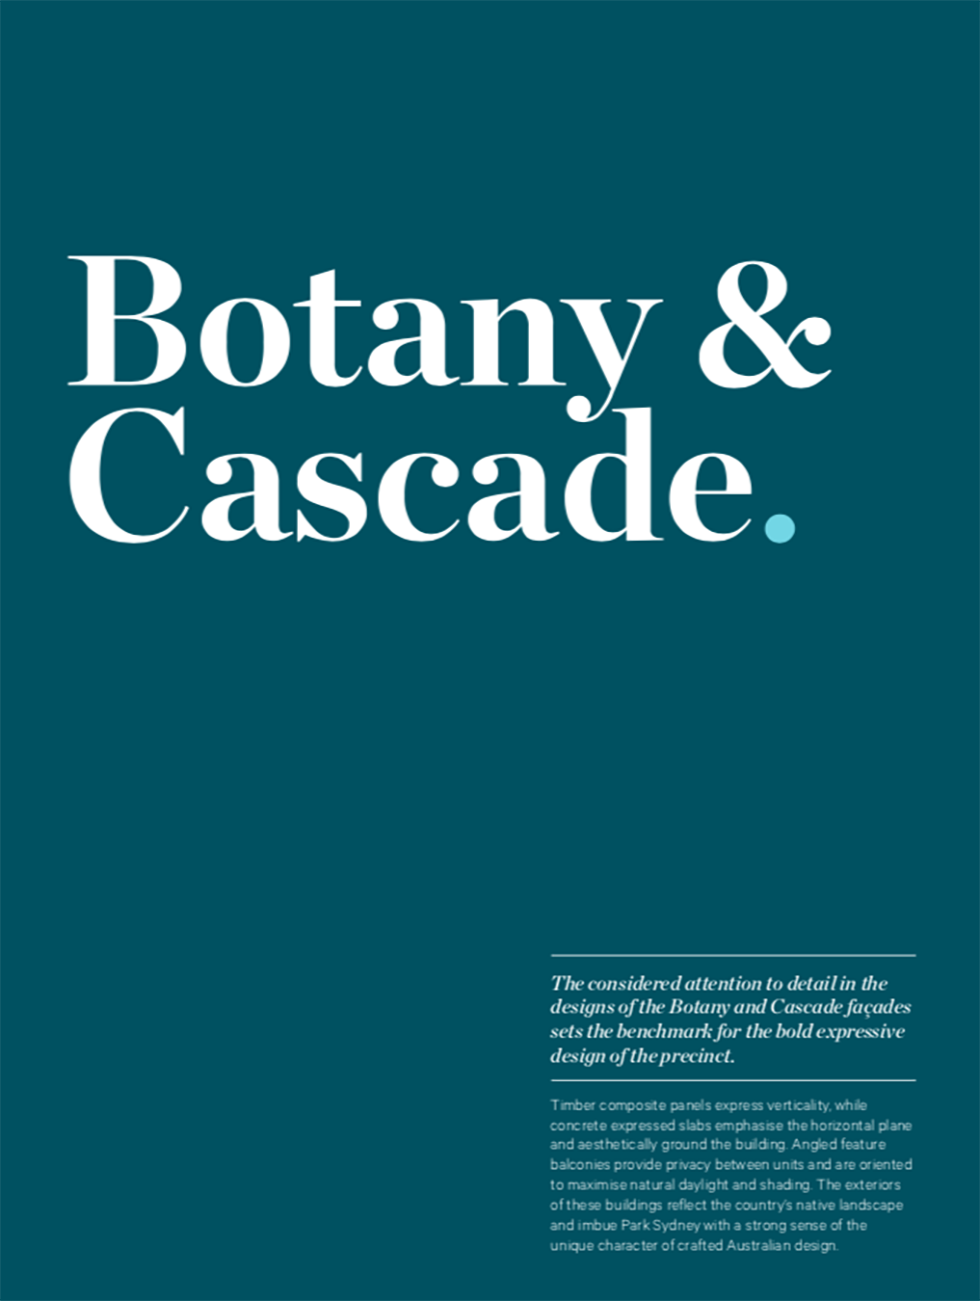 Botany &
Cascade.
The considered attention to detail in the
designs of the Botany and Cascade façades
sets the benchmark for the bold expressive
design of the precinct.
Timber composite panels express verticality, while
concrete expressed slabs emphasise the horizontal plane
and aesthetically ground the building. Angled feature
balconies provide privacy between units and are oriented
to maximise natural daylight and shading. The exteriors
of these buildings reflect the country's native landscape
and imbue Park Sydney with a strong sense of the
unique character of crafted Australian design.